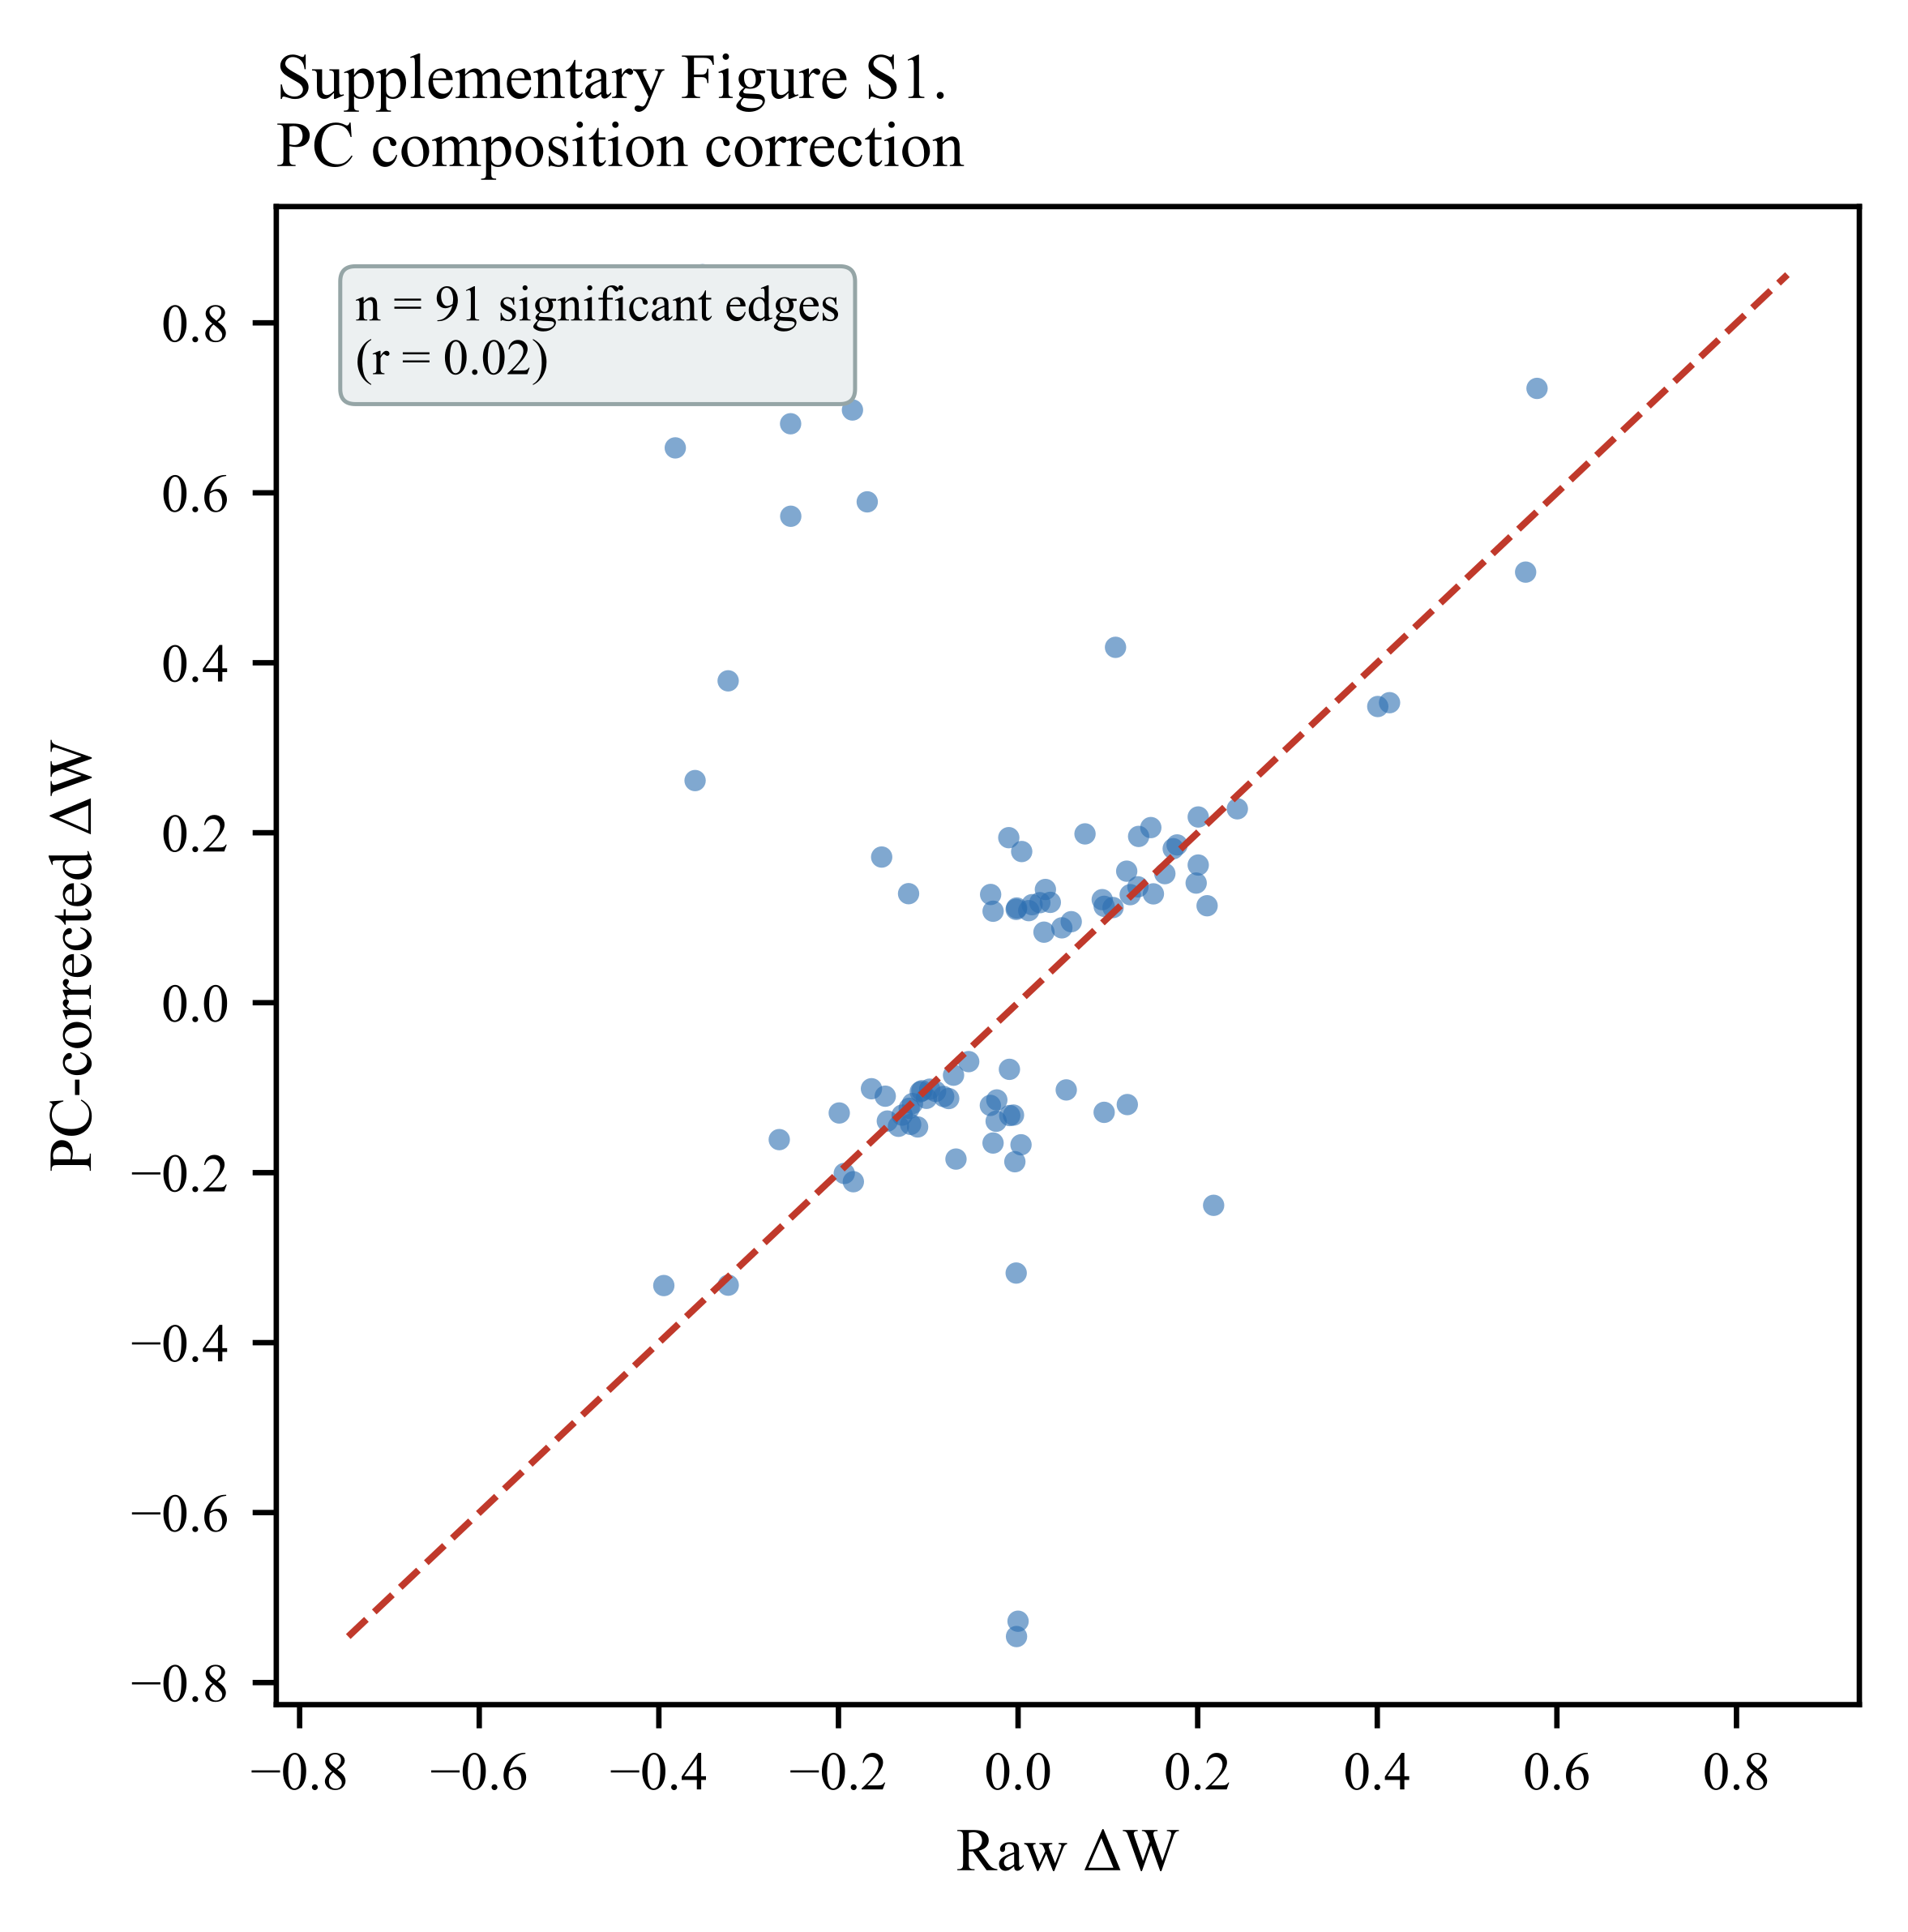 Supplementary Figure S1.
PC composition correction
n = 91 significant edges
(r = 0.02)
0.8
0.6
0.4
0.2
0.0
−0.2
−0.4
−0.6
−0.8
PC-corrected ΔW
−0.8 −0.6 −0.4 −0.2 0.0 0.2 0.4 0.6 0.8
Raw ΔW